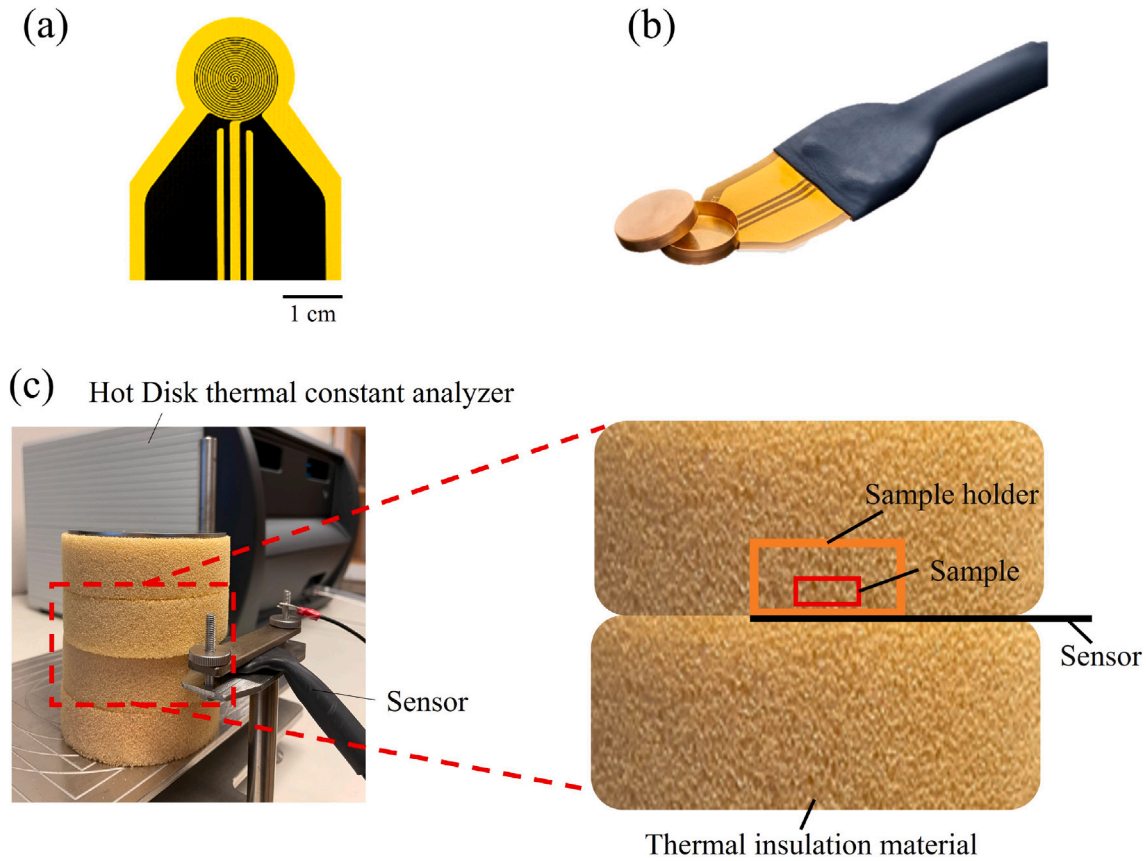 (a)
(b)
1 cm
(c)
Hot Disk thermal constant analyzer
Sample holder
Sample
Sensor
Sensor
Thermal insulation material